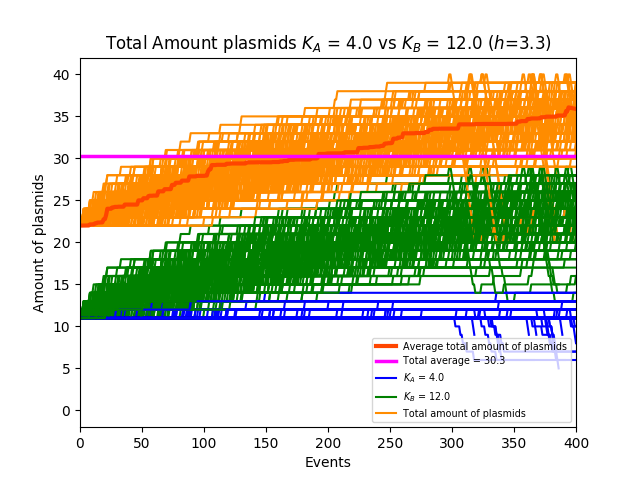 Total Amount plasmids K_A = 4.0 vs K_B = 12.0 (h=3.3)
Amount of plasmids
40
35
30
25
20
15
10
5
0
Average total amount of plasmids
Total average = 30.3
K_A = 4.0
K_B = 12.0
Total amount of plasmids
0 50 100 150 200 250 300 350 400
Events